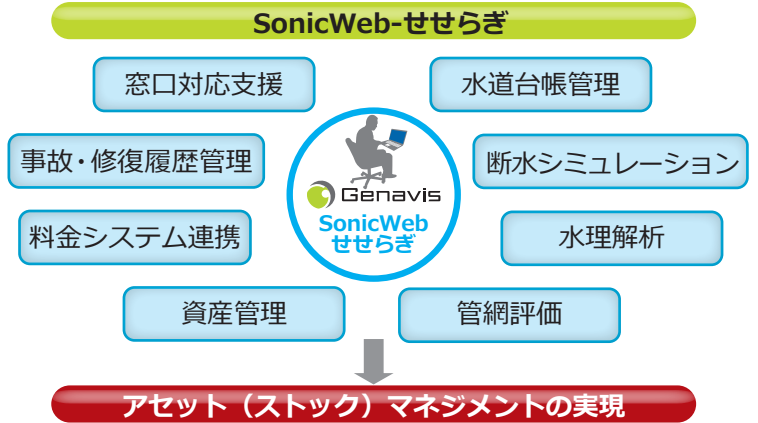 SonicWeb-せせらぎ
窓口対応支援
水道台帳管理
事故・修復履歴管理
断水シミュレーション
Genavis
SonicWeb
せせらぎ
料金システム連携
水理解析
資産管理
管網評価
アセット（ストック）マネジメントの実現